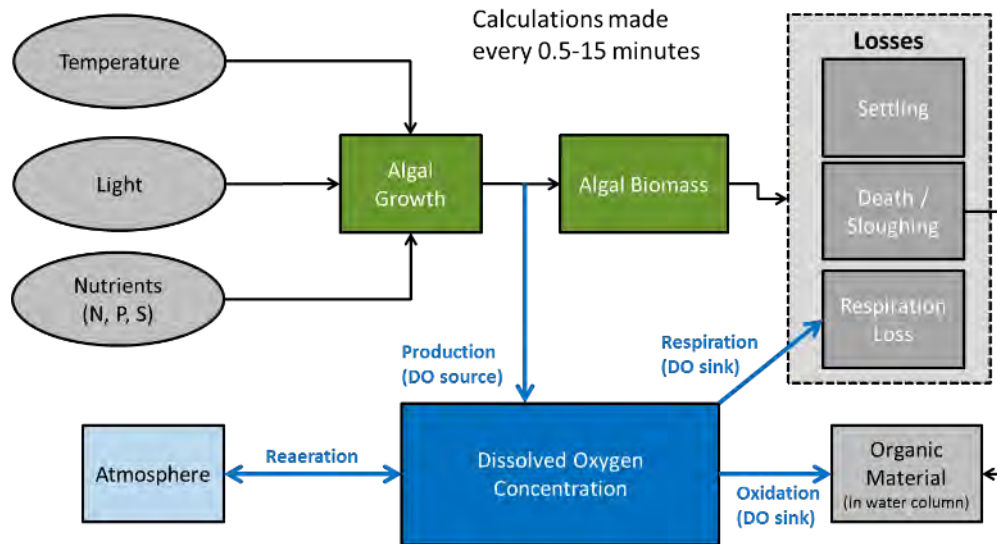 Calculations made
every 0.5-15 minutes
Losses
Temperature
Settling
Light
Algal
Growth
Algal Biomass
Death /
Sloughing
Nutrients
(N, P, S)
Respiration
Loss
Production
(DO source)
Respiration
(DO sink)
Atmosphere
Reaeration
Dissolved Oxygen
Concentration
Oxidation
(DO sink)
Organic
Material
(in water column)